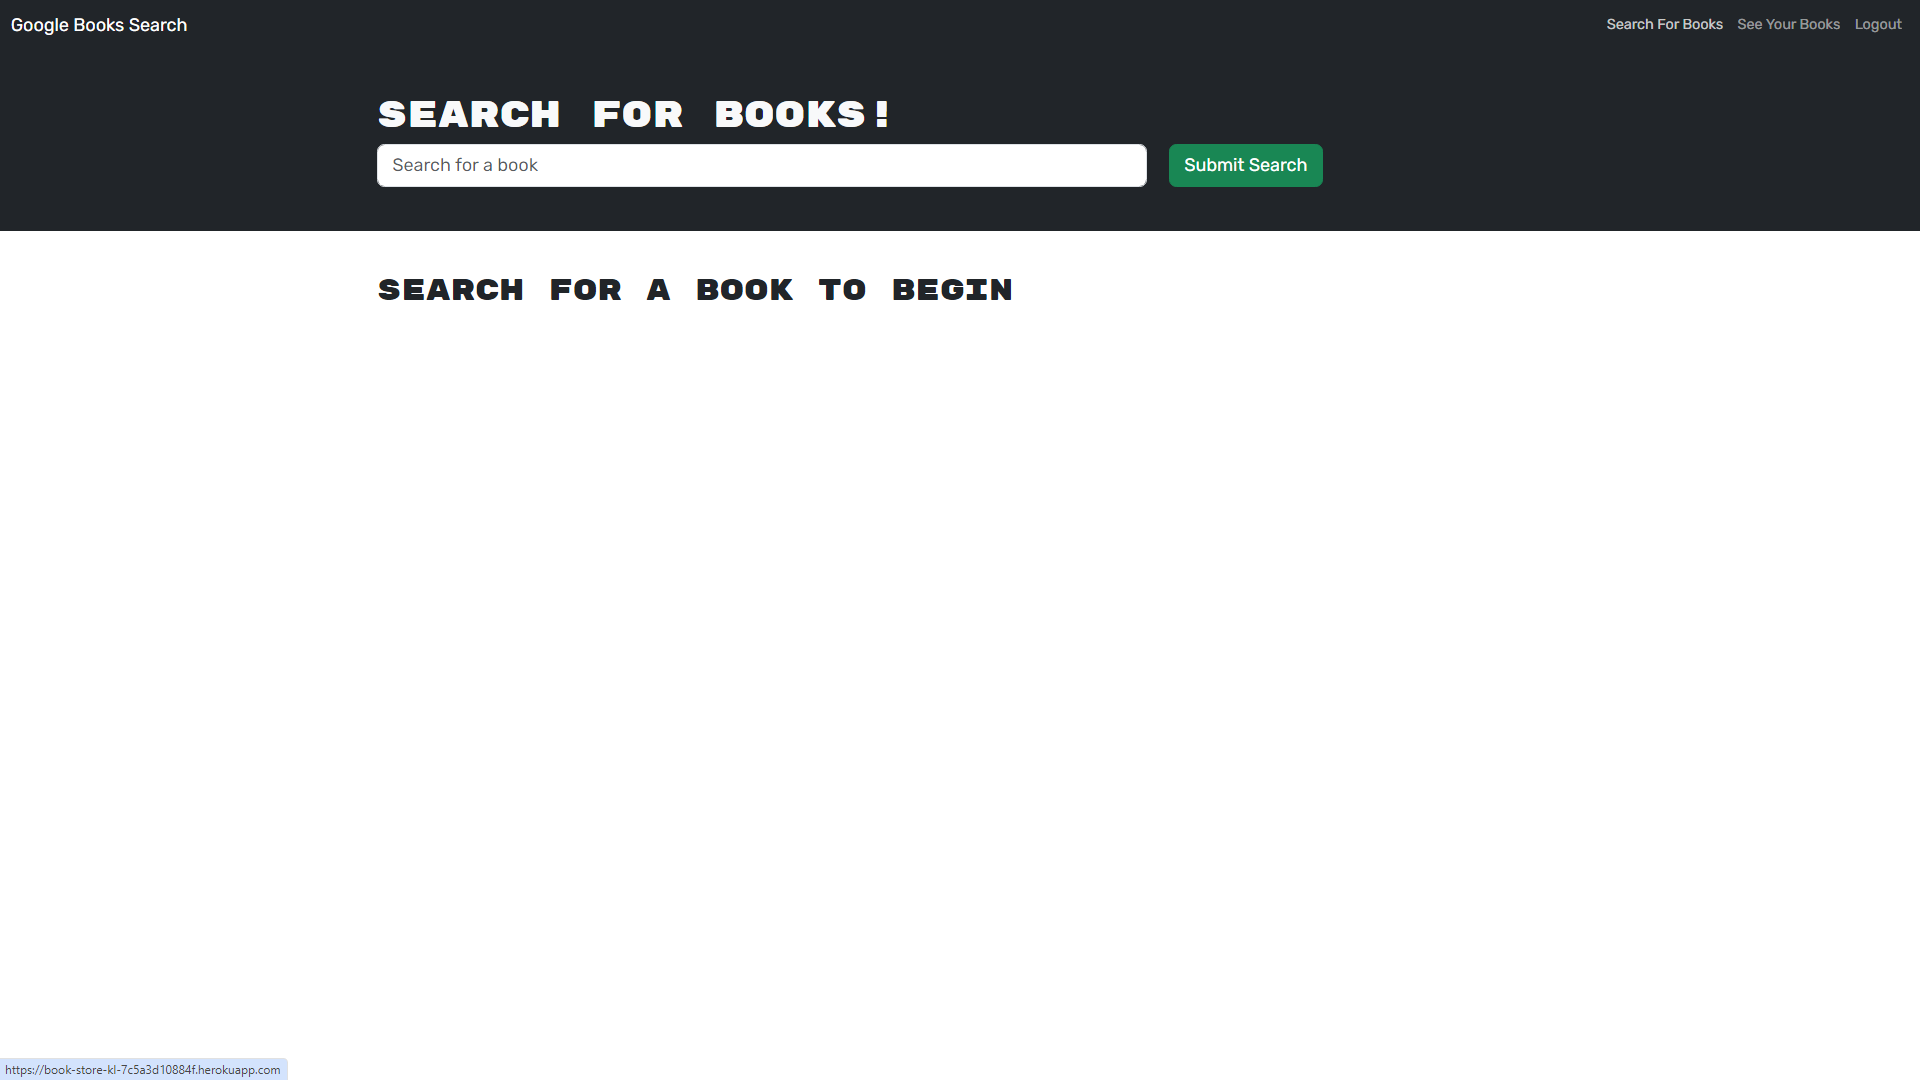 Google Books Search
Search For Books
See Your Books
Logout
SEARCH FOR BOOKS!
Search for a book
Submit Search
SEARCH FOR A BOOK TO BEGIN
https://book-store-kl-7c5a3d10884f.herokuapp.com